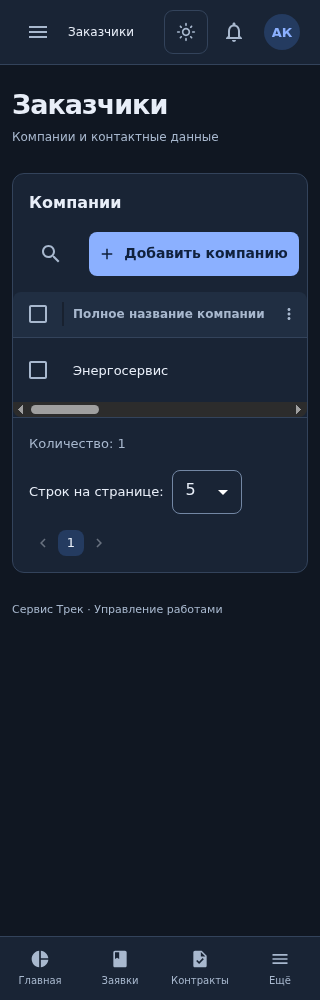 Заказчики
АК
Заказчики
Компании и контактные данные
Компании
Добавить компанию
Полное название компании
Энергосервис
Количество: 1
Строк на странице: 5
1
Сервис Трек · Управление работами
Главная Заявки Контракты Ещё